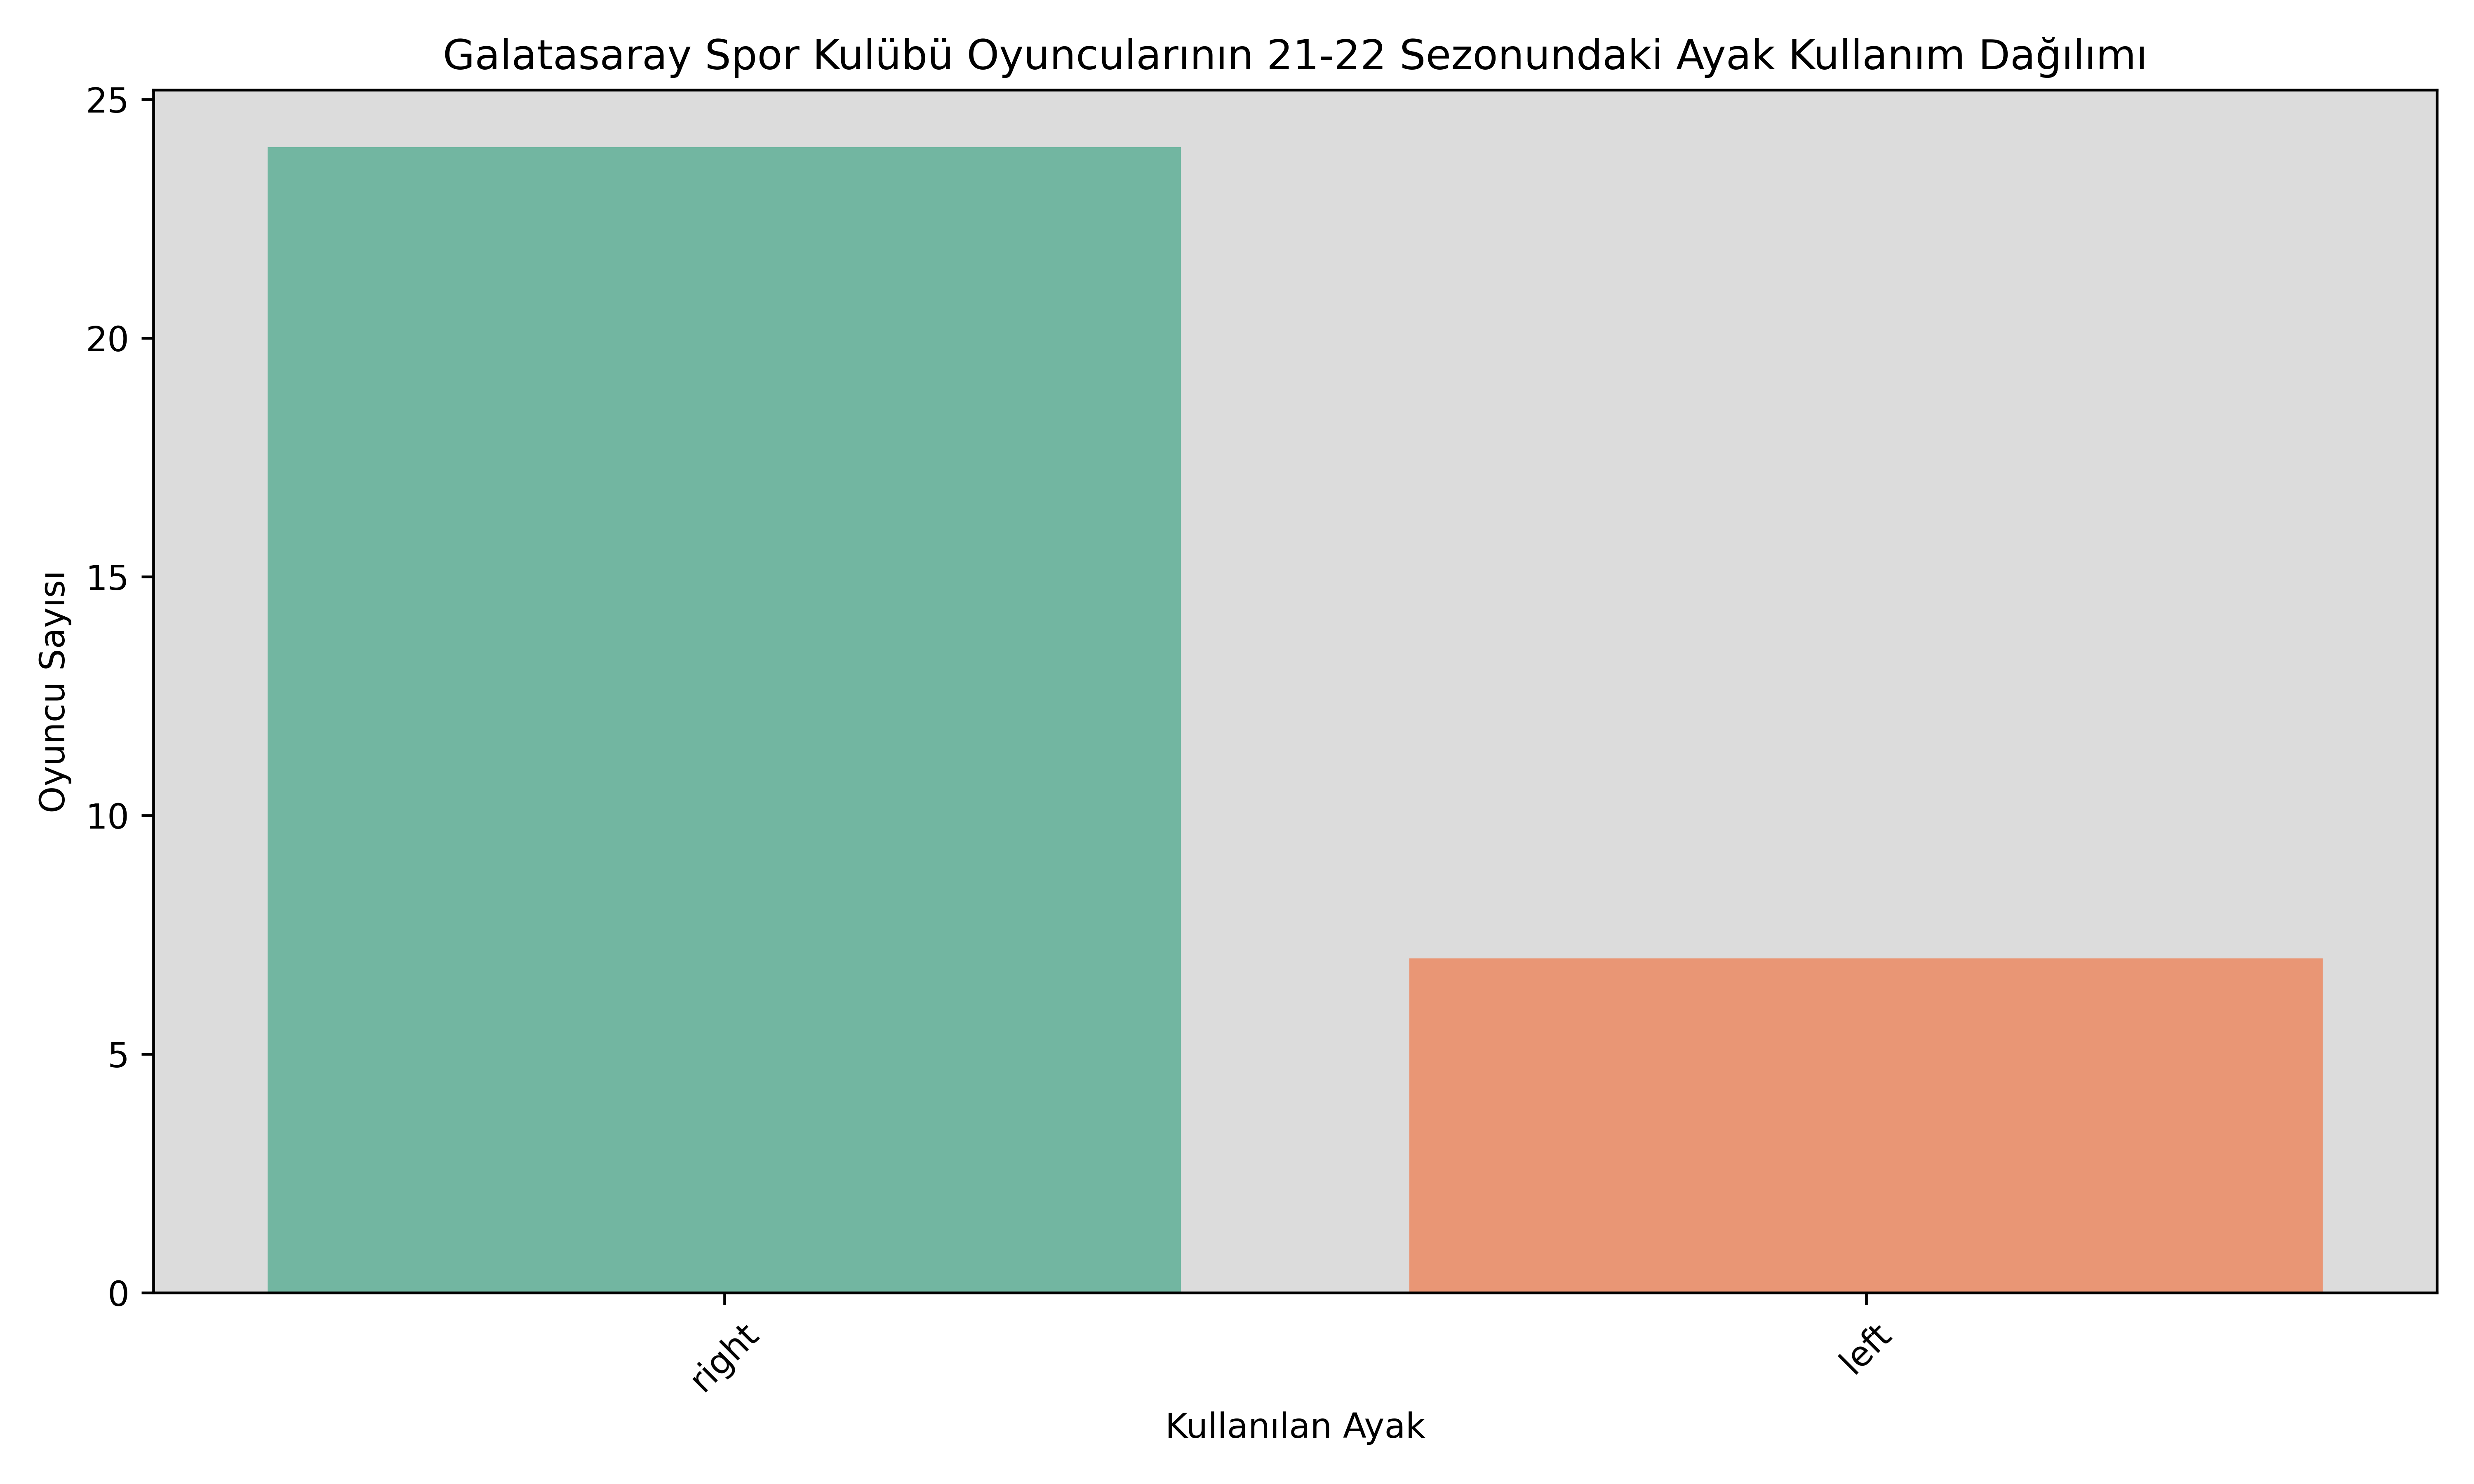 Galatasaray Spor Kulübü Oyuncularının 21-22 Sezonundaki Ayak Kullanım Dağılımı
Oyuncu Sayısı
25
20
15
10
5
0
right
left
Kullanılan Ayak